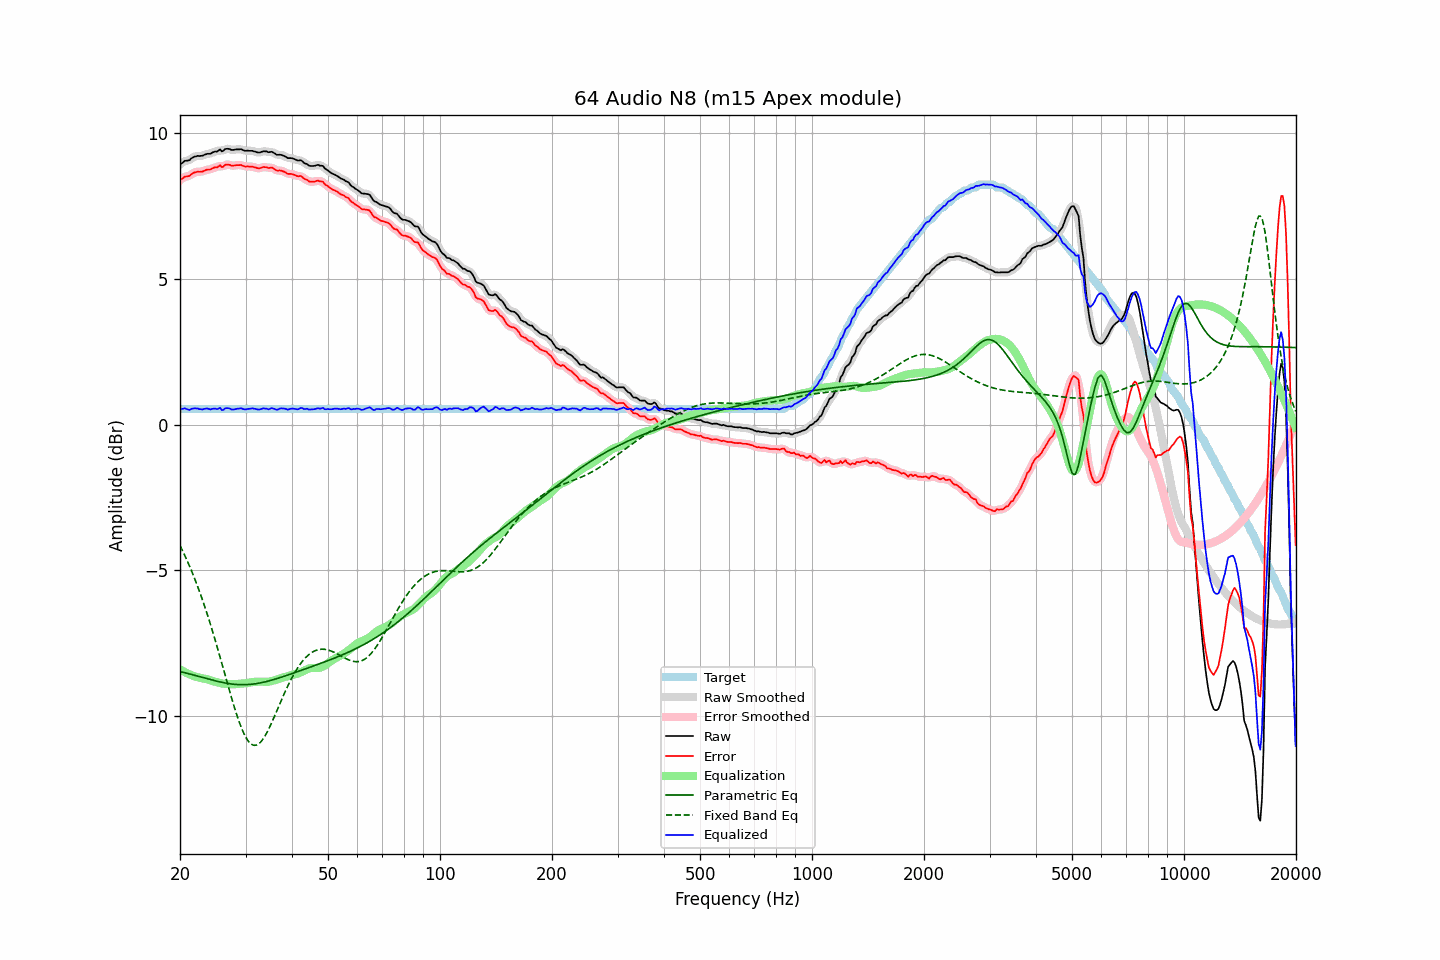 64 Audio N8 (m15 Apex module)
10
5
0
−5
−10
Amplitude (dBr)
Target
Raw Smoothed
Error Smoothed
Raw
Error
Equalization
Parametric Eq
Fixed Band Eq
Equalized
20 50 100 200 500 1000 2000 5000 10000 20000
Frequency (Hz)